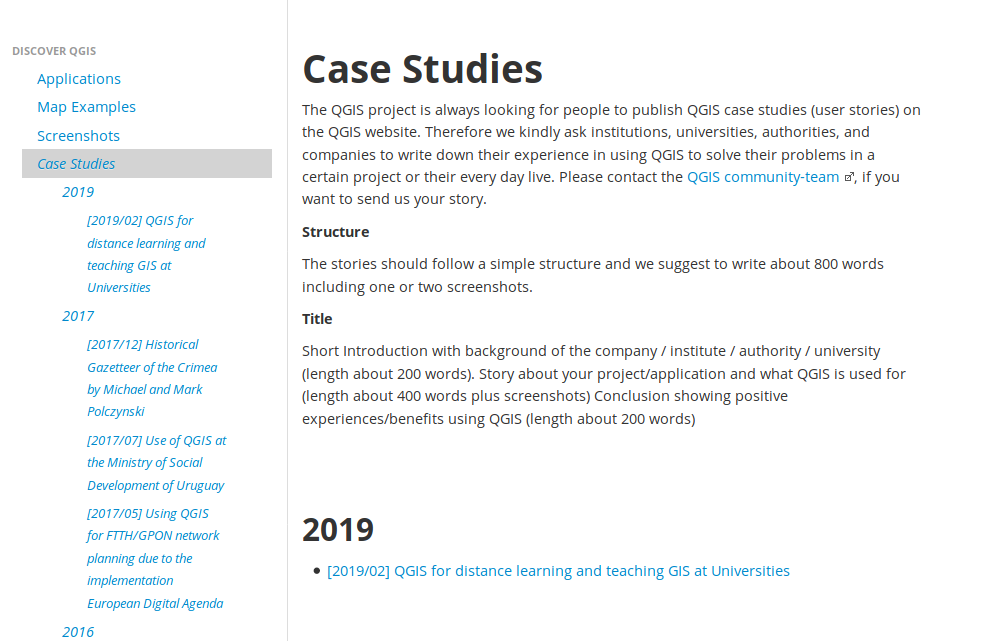 DISCOVER QGIS
Applications
Map Examples
Screenshots
Case Studies
2019
[2019/02] QGIS for
distance learning and
teaching GIS at
Universities
2017
[2017/12] Historical
Gazetteer of the Crimea
by Michael and Mark
Polczynski
[2017/07] Use of QGIS at
the Ministry of Social
Development of Uruguay
[2017/05] Using QGIS
for FTTH/GPON network
planning due to the
implementation
European Digital Agenda
2016
Case Studies
The QGIS project is always looking for people to publish QGIS case studies (user stories) on
the QGIS website. Therefore we kindly ask institutions, universities, authorities, and
companies to write down their experience in using QGIS to solve their problems in a
certain project or their every day live. Please contact the QGIS community-team , if you
want to send us your story.
Structure
The stories should follow a simple structure and we suggest to write about 800 words
including one or two screenshots.
Title
Short Introduction with background of the company / institute / authority / university
(length about 200 words). Story about your project/application and what QGIS is used for
(length about 400 words plus screenshots) Conclusion showing positive
experiences/benefits using QGIS (length about 200 words)
2019
• [2019/02] QGIS for distance learning and teaching GIS at Universities